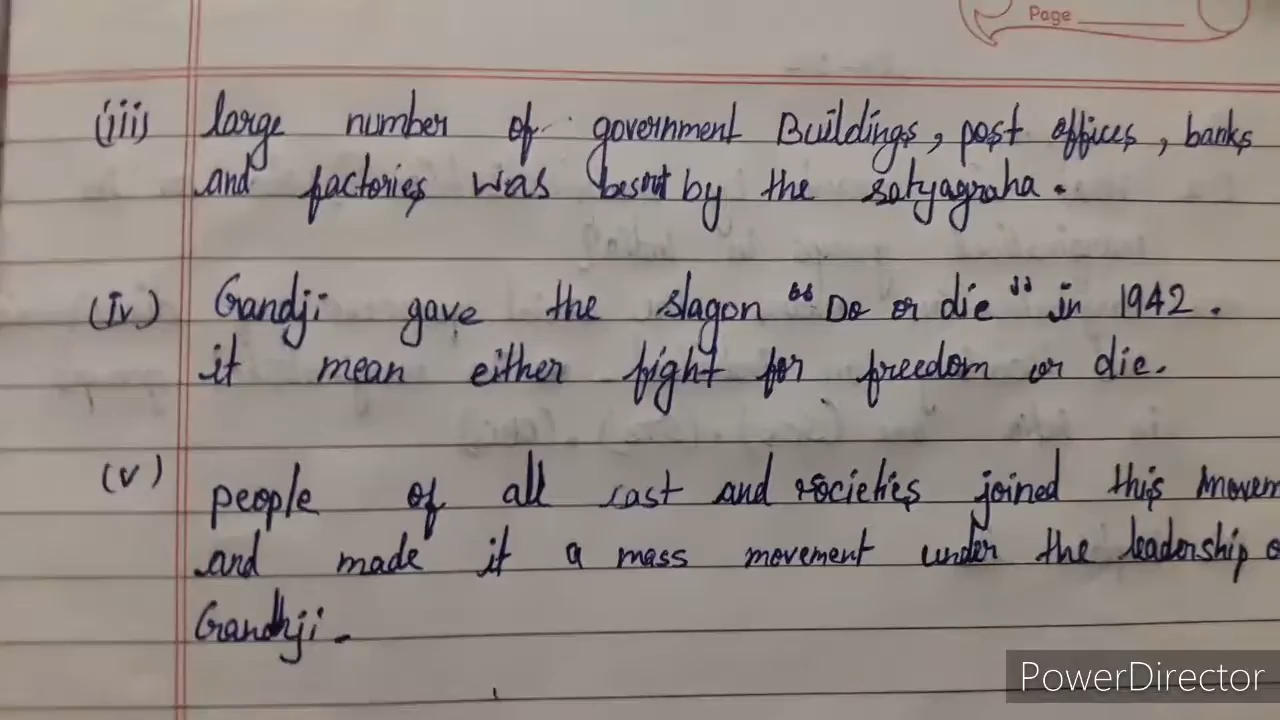 Page
(iii) large number of government Buildings, post offices, banks
and factories was by the satyagraha.
(iv) Gandji gave the slagon "Do or die" in 1942.
it mean either fight for freedom or die.
(v) people of all cast and societies joined this movem
and made it a mass movement under the leadership o
Gandhji.
PowerDirector